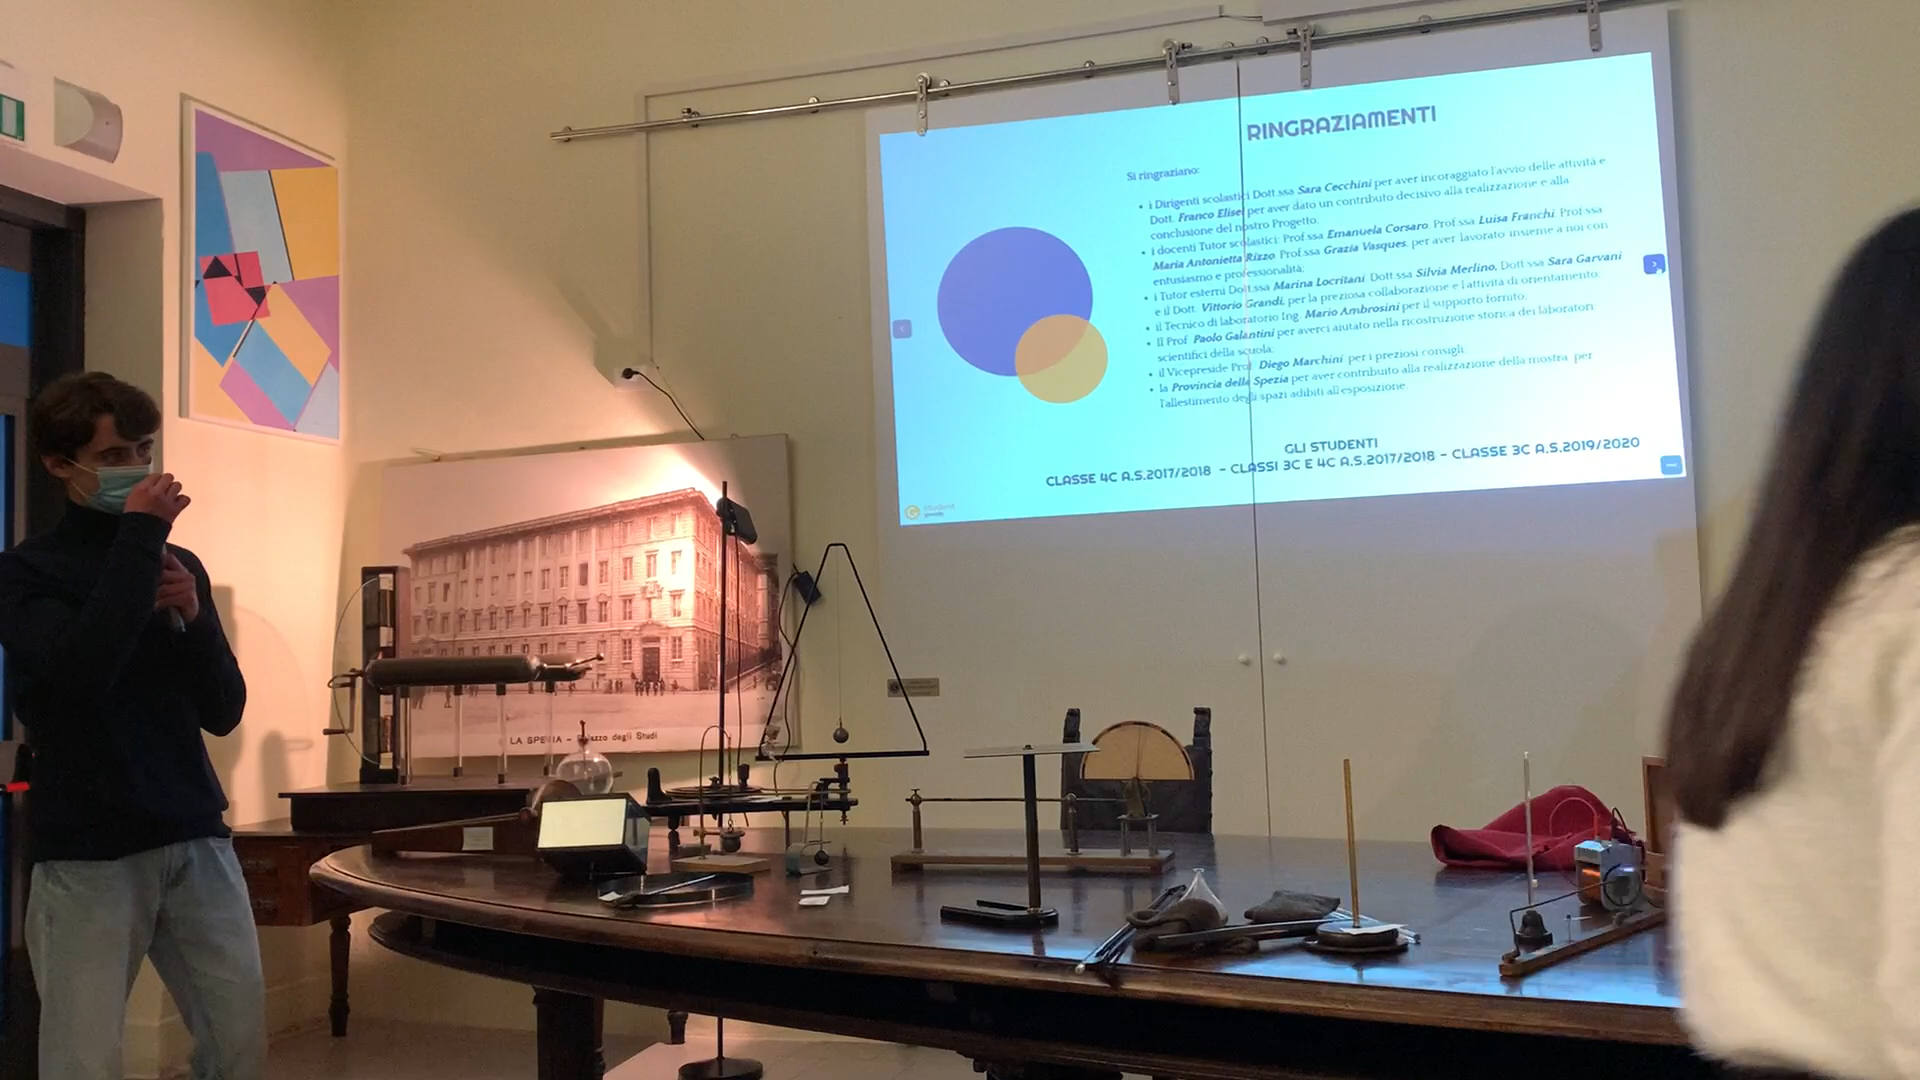 RINGRAZIAMENTI
Si ringraziano:
• i Dirigenti scolastici Dott.ssa Sara Cecchini per aver incoraggiato l'avvio delle attività e
Dott. Franco Elisei per aver dato un contributo decisivo alla realizzazione e alla
conclusione del nostro Progetto.
• i docenti Tutor scolastici: Prof.ssa Emanuela Corsaro, Prof.ssa Luisa Franchi, Prof.ssa
Maria Antonietta Rizzo, Prof.ssa Grazia Vasques, per aver lavorato insieme a noi con
entusiasmo e professionalità;
• i Tutor esterni Dott.ssa Marina Locritani, Dott.ssa Silvia Merlino, Dott.ssa Sara Garvani
e il Dott. Vittorio Grandi, per la preziosa collaborazione e l'attività di orientamento;
• il Tecnico di laboratorio Ing. Mario Ambrosini per il supporto fornito;
• Il Prof. Paolo Galantini per averci aiutato nella ricostruzione storica dei laboratori
scientifici della scuola;
• il Vicepreside Prof. Diego Marchini per i preziosi consigli;
• la Provincia della Spezia per aver contribuito alla realizzazione della mostra per
l'allestimento degli spazi adibiti all'esposizione.
GLI STUDENTI
CLASSE 4C A.S.2017/2018 - CLASSI 3C E 4C A.S.2017/2018 - CLASSE 3C A.S.2019/2020
LA SPEZIA - Palazzo degli Studi